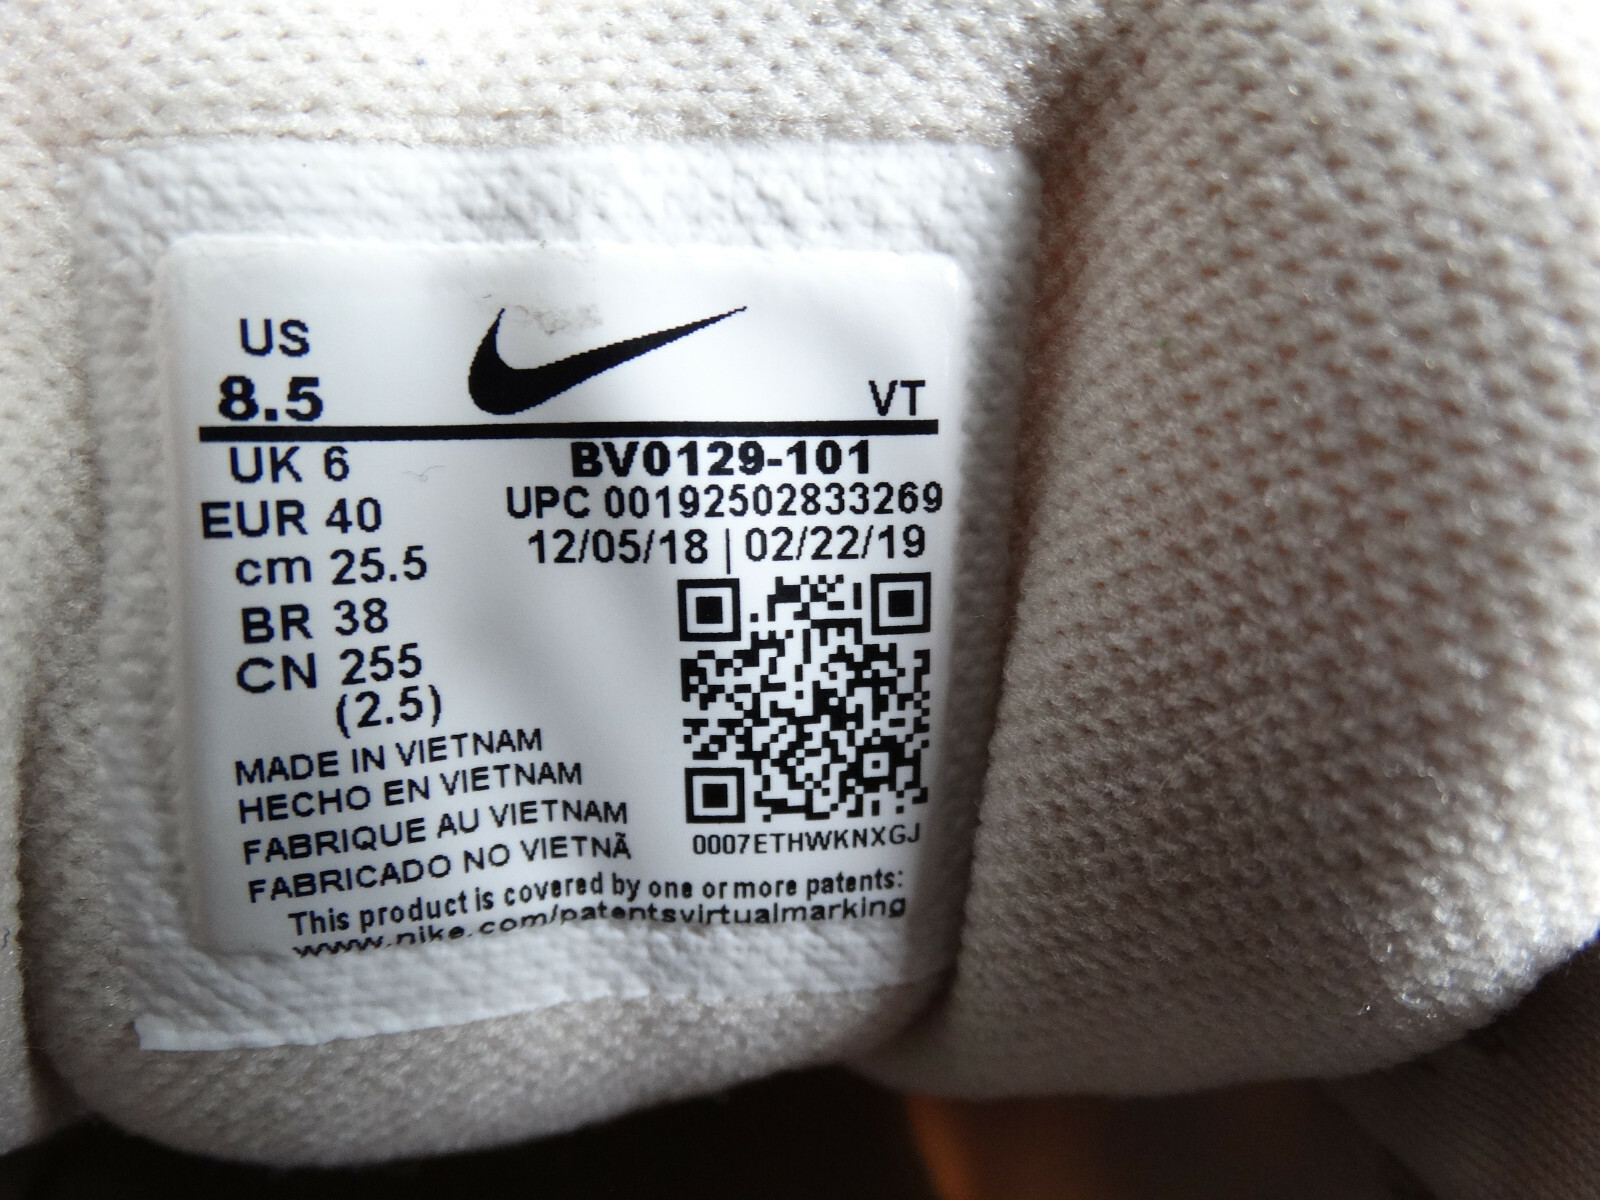 US
8.5
VT
UK 6
EUR 40
cm 25.5
BR 38
CN 255
(2.5)
BV0129-101
UPC 00192502833269
12/05/18 | 02/22/19
0007ETHWKNXGJ
MADE IN VIETNAM
HECHO EN VIETNAM
FABRIQUE AU VIETNAM
FABRICADO NO VIETNÃ
This product is covered by one or more patents:
www.nike.com/patentsvirtualmarking